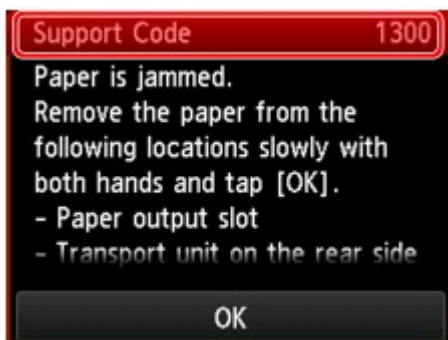 Support Code 1300
Paper is jammed.
Remove the paper from the
following locations slowly with
both hands and tap [OK].
- Paper output slot
- Transport unit on the rear side
OK